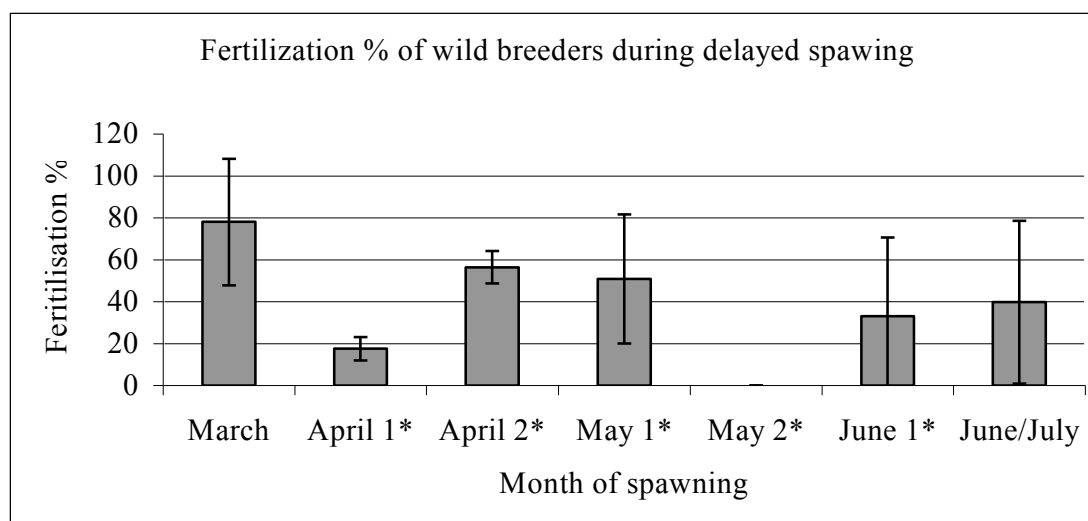 Fertilization % of wild breeders during delayed spawing
120
100
80
60
40
20
0
Feritilisation %
March April 1* April 2* May 1* May 2* June 1* June/July
Month of spawning